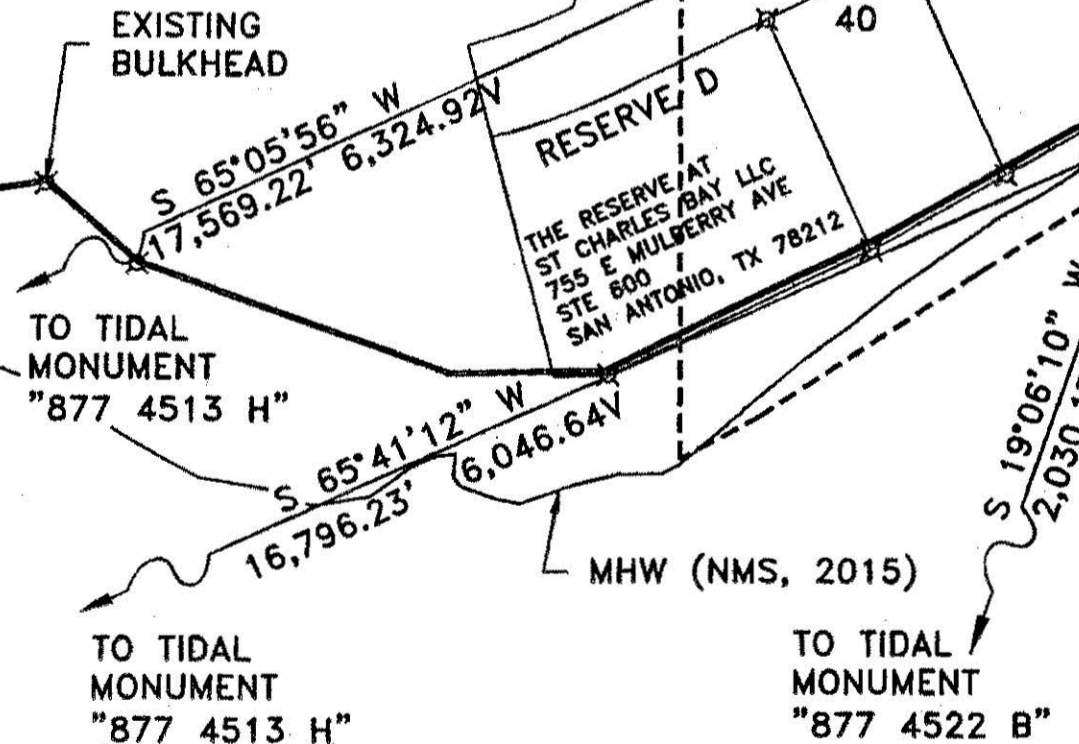 EXISTING
BULKHEAD
40
S 65°05'56" W
17,569.22' 6,324.92V
RESERVE D
THE RESERVE AT
ST CHARLES BAY LLC
755 E MULBERRY AVE
STE 600
SAN ANTONIO, TX 78212
TO TIDAL
MONUMENT
"877 4513 H"
S 65°41'12" W
16,796.23' 6,046.64V
S 19°06'10" W
MHW (NMS, 2015)
TO TIDAL
MONUMENT
"877 4513 H"
TO TIDAL
MONUMENT
"877 4522 B"